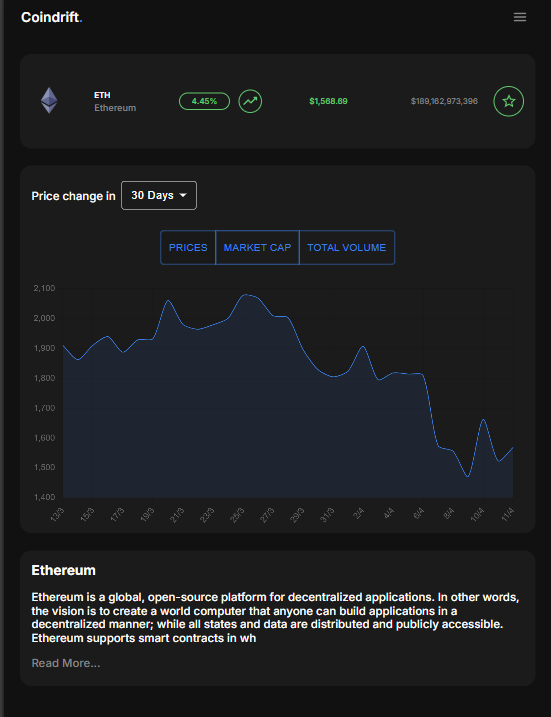 Coindrift.
ETH
Ethereum
4.45%
$1,568.69
$189,162,973,396
Price change in
30 Days
PRICES
MARKET CAP
TOTAL VOLUME
2,100
2,000
1,900
1,800
1,700
1,600
1,500
1,400
13/3
15/3
17/3
19/3
21/3
23/3
25/3
27/3
29/3
31/3
2/4
4/4
6/4
8/4
10/4
11/4
Ethereum
Ethereum is a global, open-source platform for decentralized applications. In other words,
the vision is to create a world computer that anyone can build applications in a
decentralized manner; while all states and data are distributed and publicly accessible.
Ethereum supports smart contracts in wh
Read More...